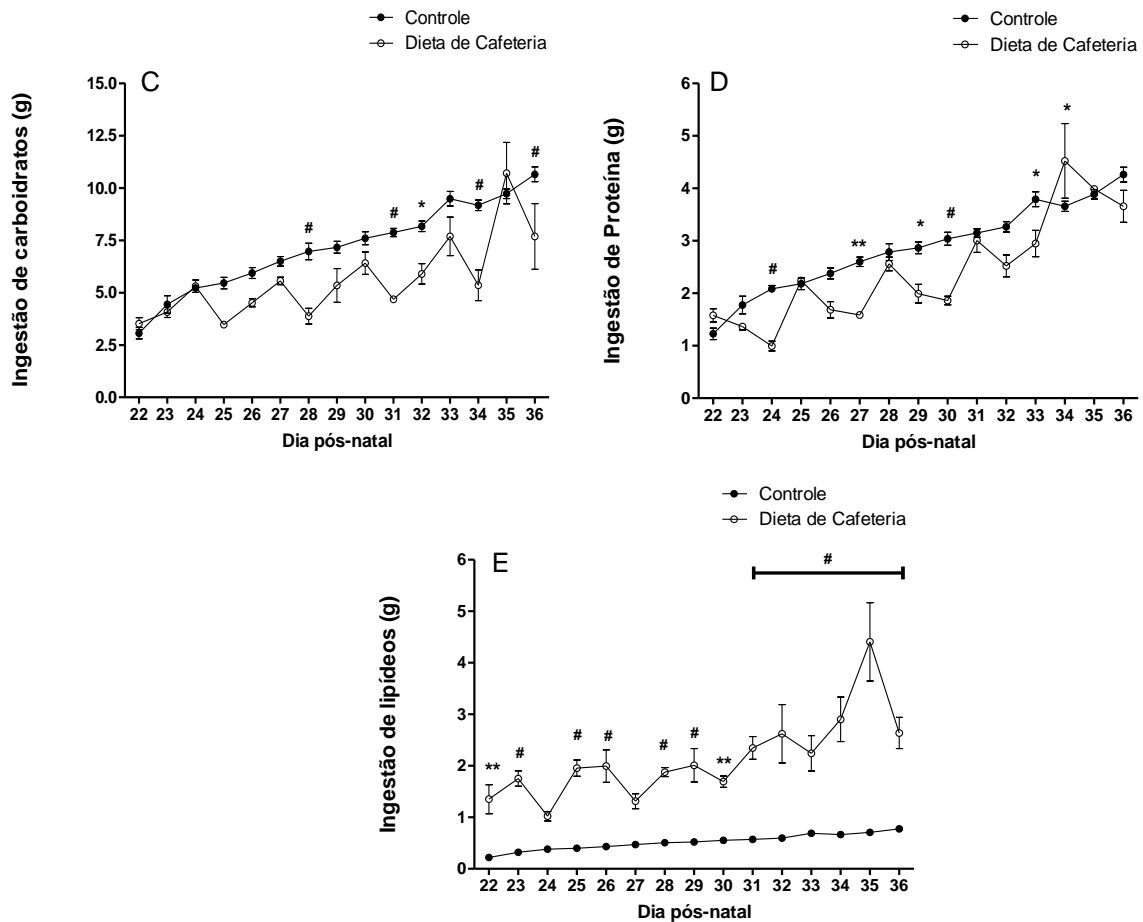 Controle
Dieta de Cafeteria
C
Ingestão de carboidratos (g)
15.0
12.5
10.0
7.5
5.0
2.5
0.0
# # * # #
22 23 24 25 26 27 28 29 30 31 32 33 34 35 36
Dia pós-natal
Controle
Dieta de Cafeteria
D
Ingestão de Proteína (g)
6
5
4
3
2
1
0
# ** * # * *
22 23 24 25 26 27 28 29 30 31 32 33 34 35 36
Dia pós-natal
Controle
Dieta de Cafeteria
E
Ingestão de lipídeos (g)
6
5
4
3
2
1
0
** # # # # # ** #
22 23 24 25 26 27 28 29 30 31 32 33 34 35 36
Dia pós-natal